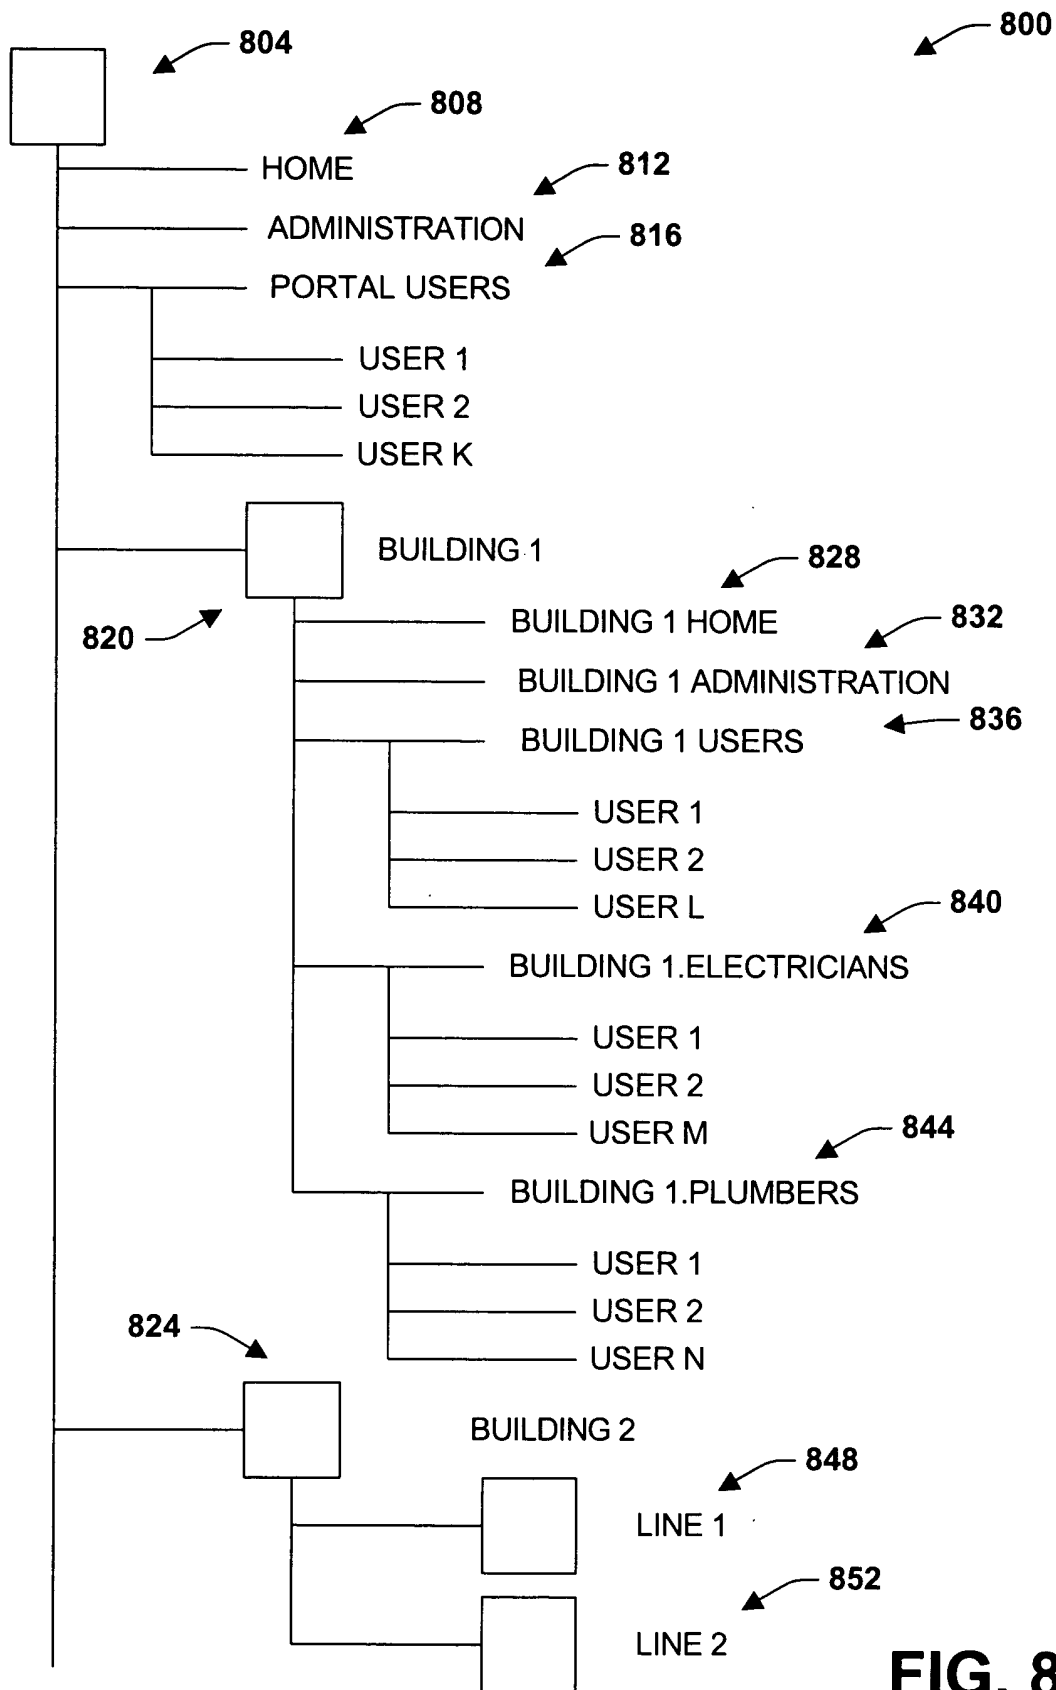 800
804
808
HOME
812
ADMINISTRATION
816
PORTAL USERS
USER 1
USER 2
USER K
BUILDING 1
820
828
BUILDING 1 HOME
832
BUILDING 1 ADMINISTRATION
836
BUILDING 1 USERS
USER 1
USER 2
USER L
840
BUILDING 1.ELECTRICIANS
USER 1
USER 2
USER M
844
BUILDING 1.PLUMBERS
USER 1
USER 2
USER N
824
BUILDING 2
848
LINE 1
852
LINE 2
FIG. 8